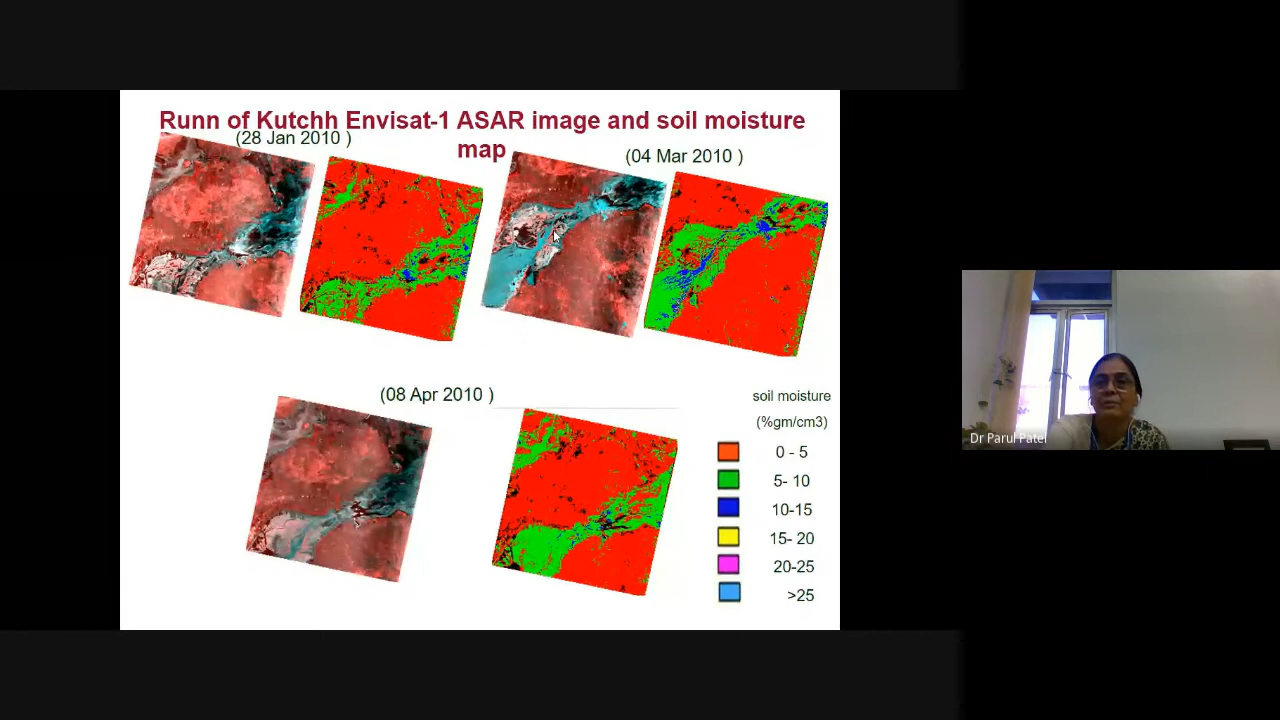 Runn of Kutchh Envisat-1 ASAR image and soil moisture
map
(28 Jan 2010 )
(04 Mar 2010 )
(08 Apr 2010 )
soil moisture
(%gm/cm3)
0 - 5
5- 10
10-15
15- 20
20-25
>25
Dr Parul Patel